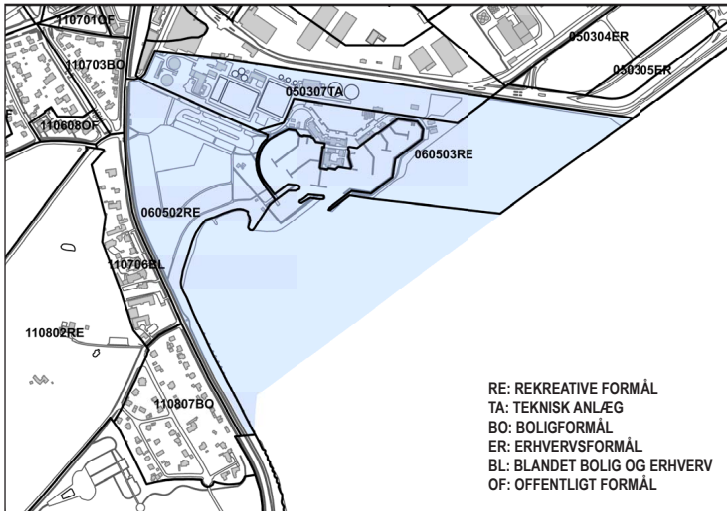 110701OF
110703BO
050304ER
050305ER
050307TA
110608OF
060503RE
060502RE
110706BL
110802RE
110807BO
RE: REKREATIVE FORMÅL
TA: TEKNISK ANLÆG
BO: BOLIGFORMÅL
ER: ERHVERVSFORMÅL
BL: BLANDET BOLIG OG ERHVERV
OF: OFFENTLIGT FORMÅL